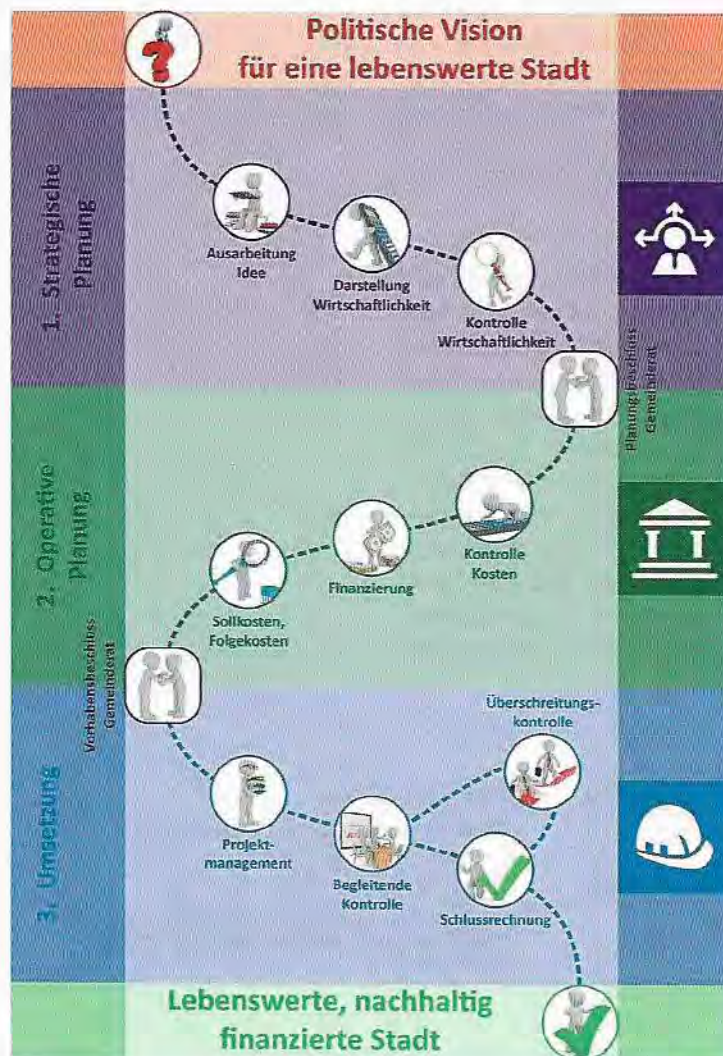 Politische Vision
für eine lebenswerte Stadt
1. Strategische
Planung
Ausarbeitung
Idee
Darstellung
Wirtschaftlichkeit
Kontrolle
Wirtschaftlichkeit
Planungsbeschluss
Gemeinderat
2. Operative
Planung
Kontrolle
Kosten
Finanzierung
Sollkosten,
Folgekosten
Vorhabensbeschluss
Gemeinderat
3. Umsetzung
Überschreitungs-
kontrolle
Projekt-
management
Begleitende
Kontrolle
Schlussrechnung
Lebenswerte, nachhaltig
finanzierte Stadt